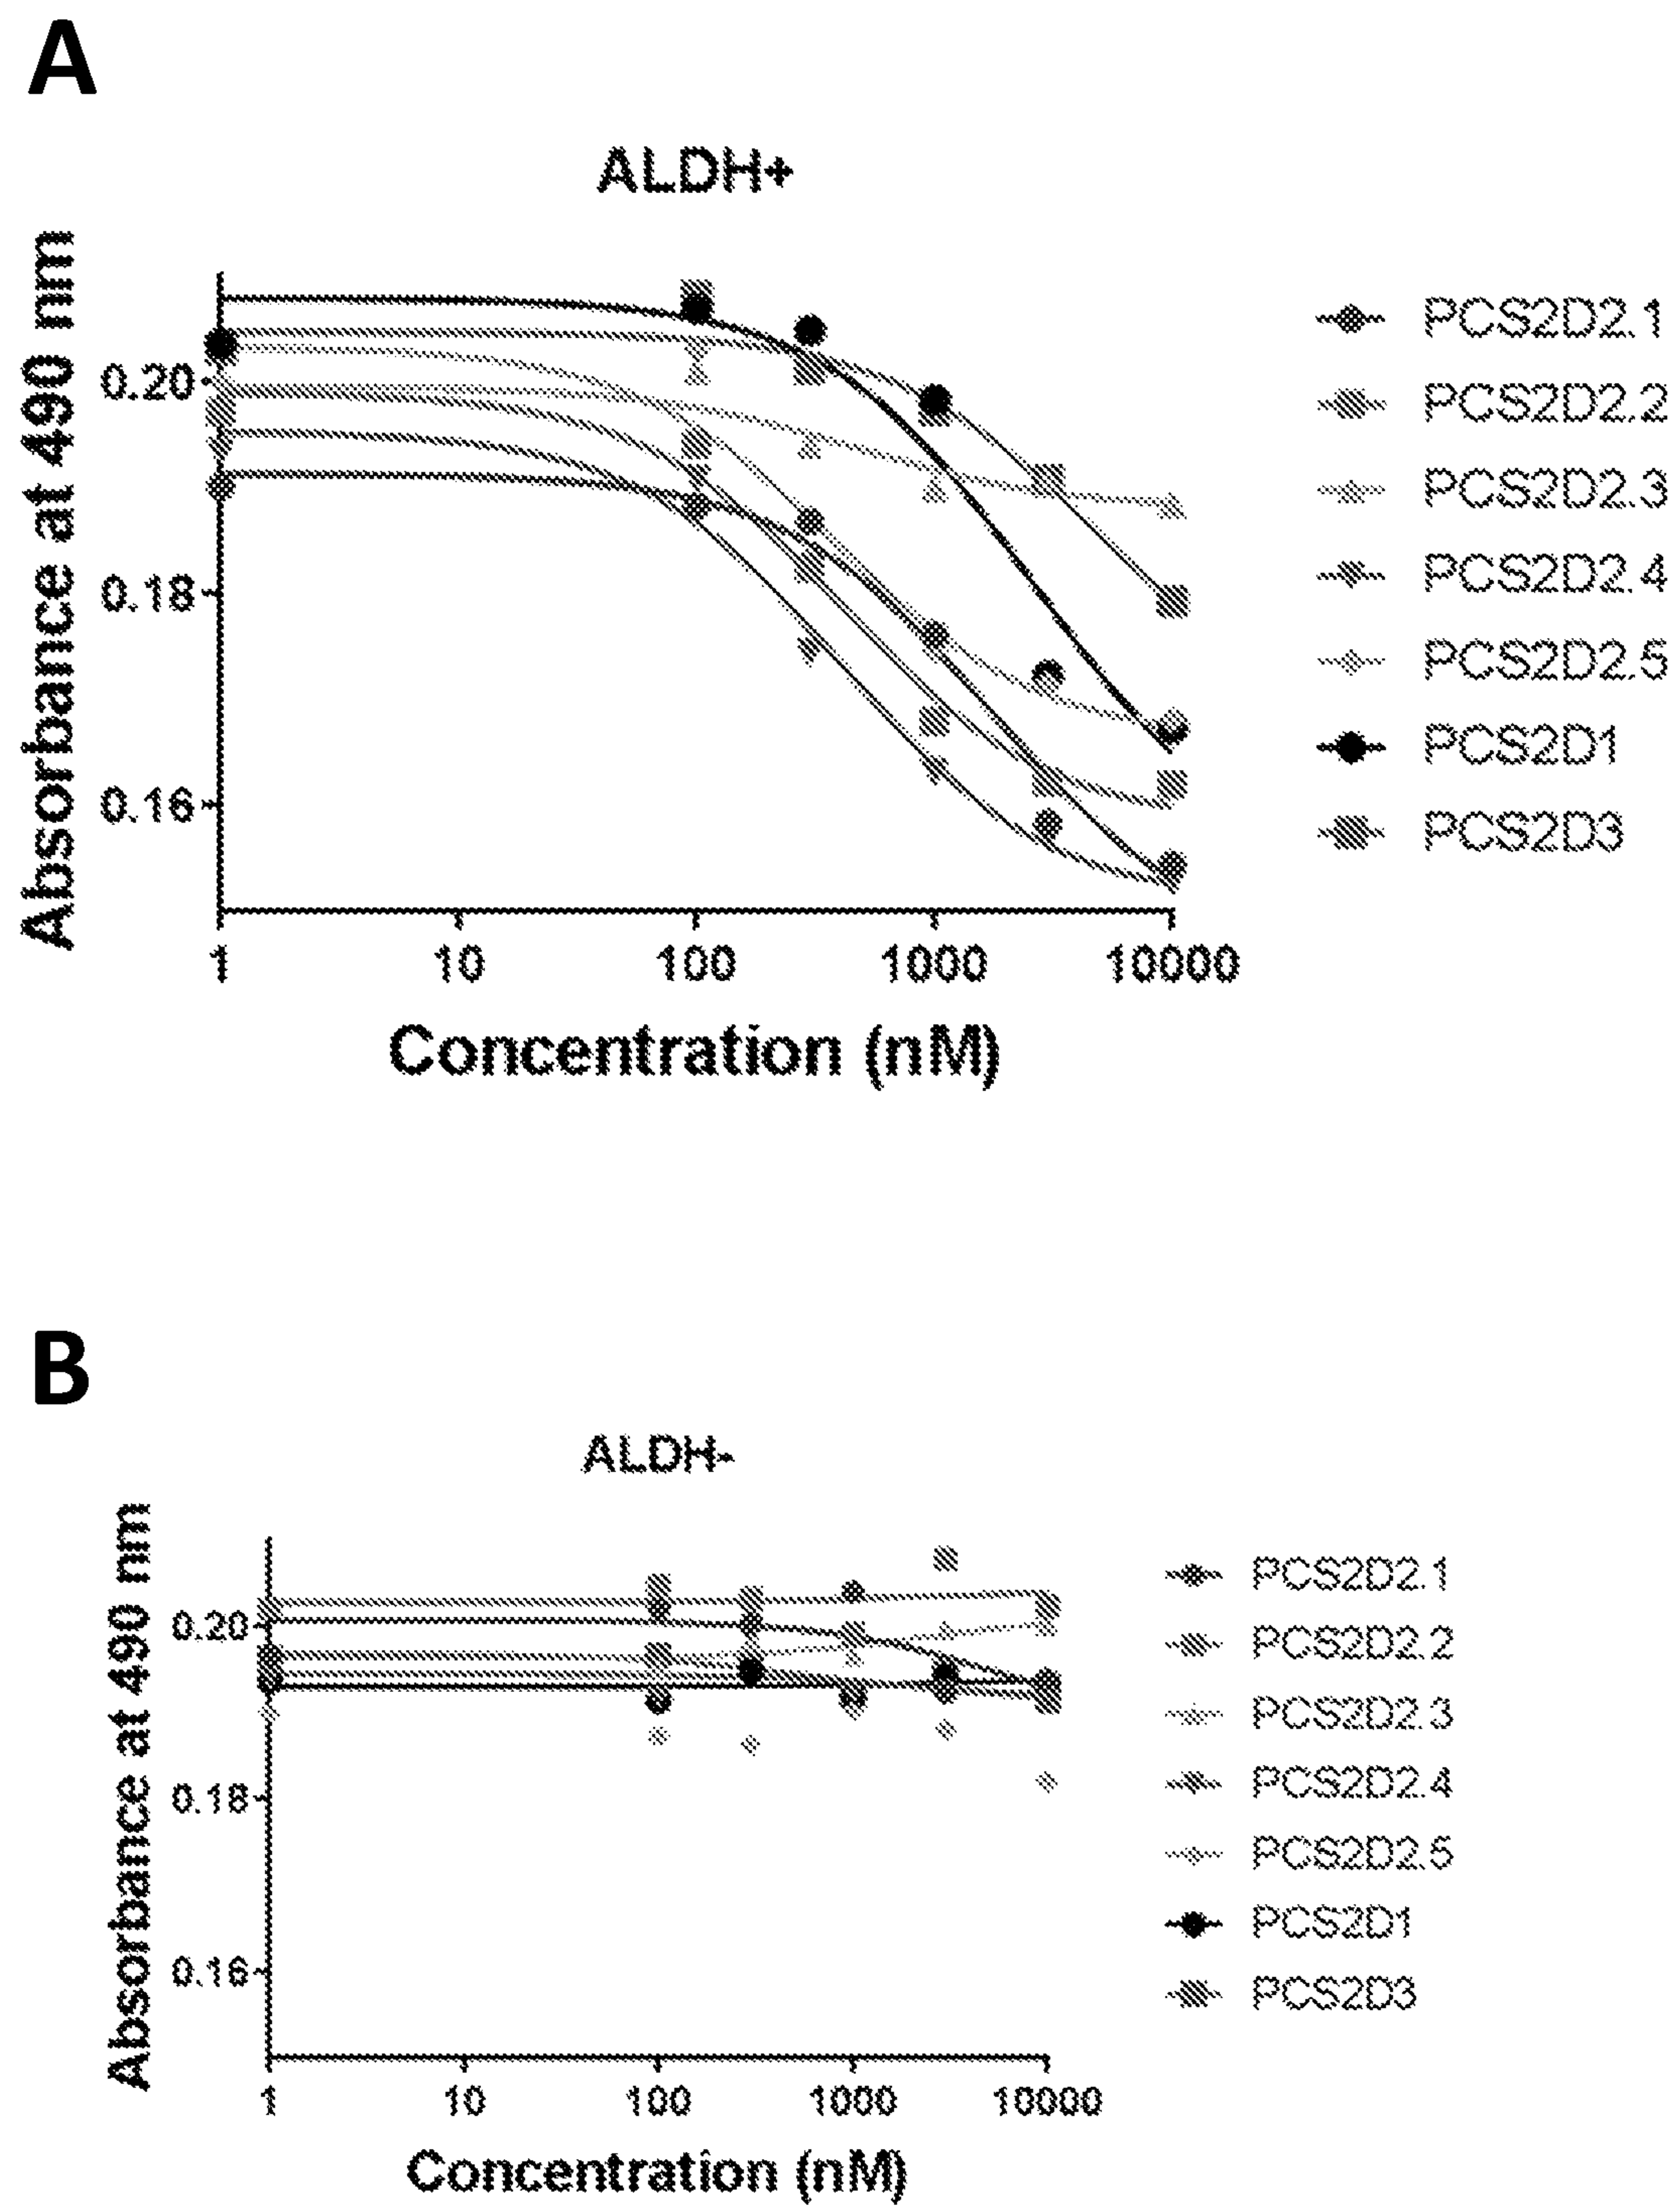 A
ALDH+
Absorbance at 490 nm
0.20
0.18
0.16
1 10 100 1000 10000
Concentration (nM)
PCS2D2.1
PCS2D2.2
PCS2D2.3
PCS2D2.4
PCS2D2.5
PCS2D1
PCS2D3
B
ALDH-
Absorbance at 490 nm
0.20
0.18
0.16
1 10 100 1000 10000
Concentration (nM)
PCS2D2.1
PCS2D2.2
PCS2D2.3
PCS2D2.4
PCS2D2.5
PCS2D1
PCS2D3